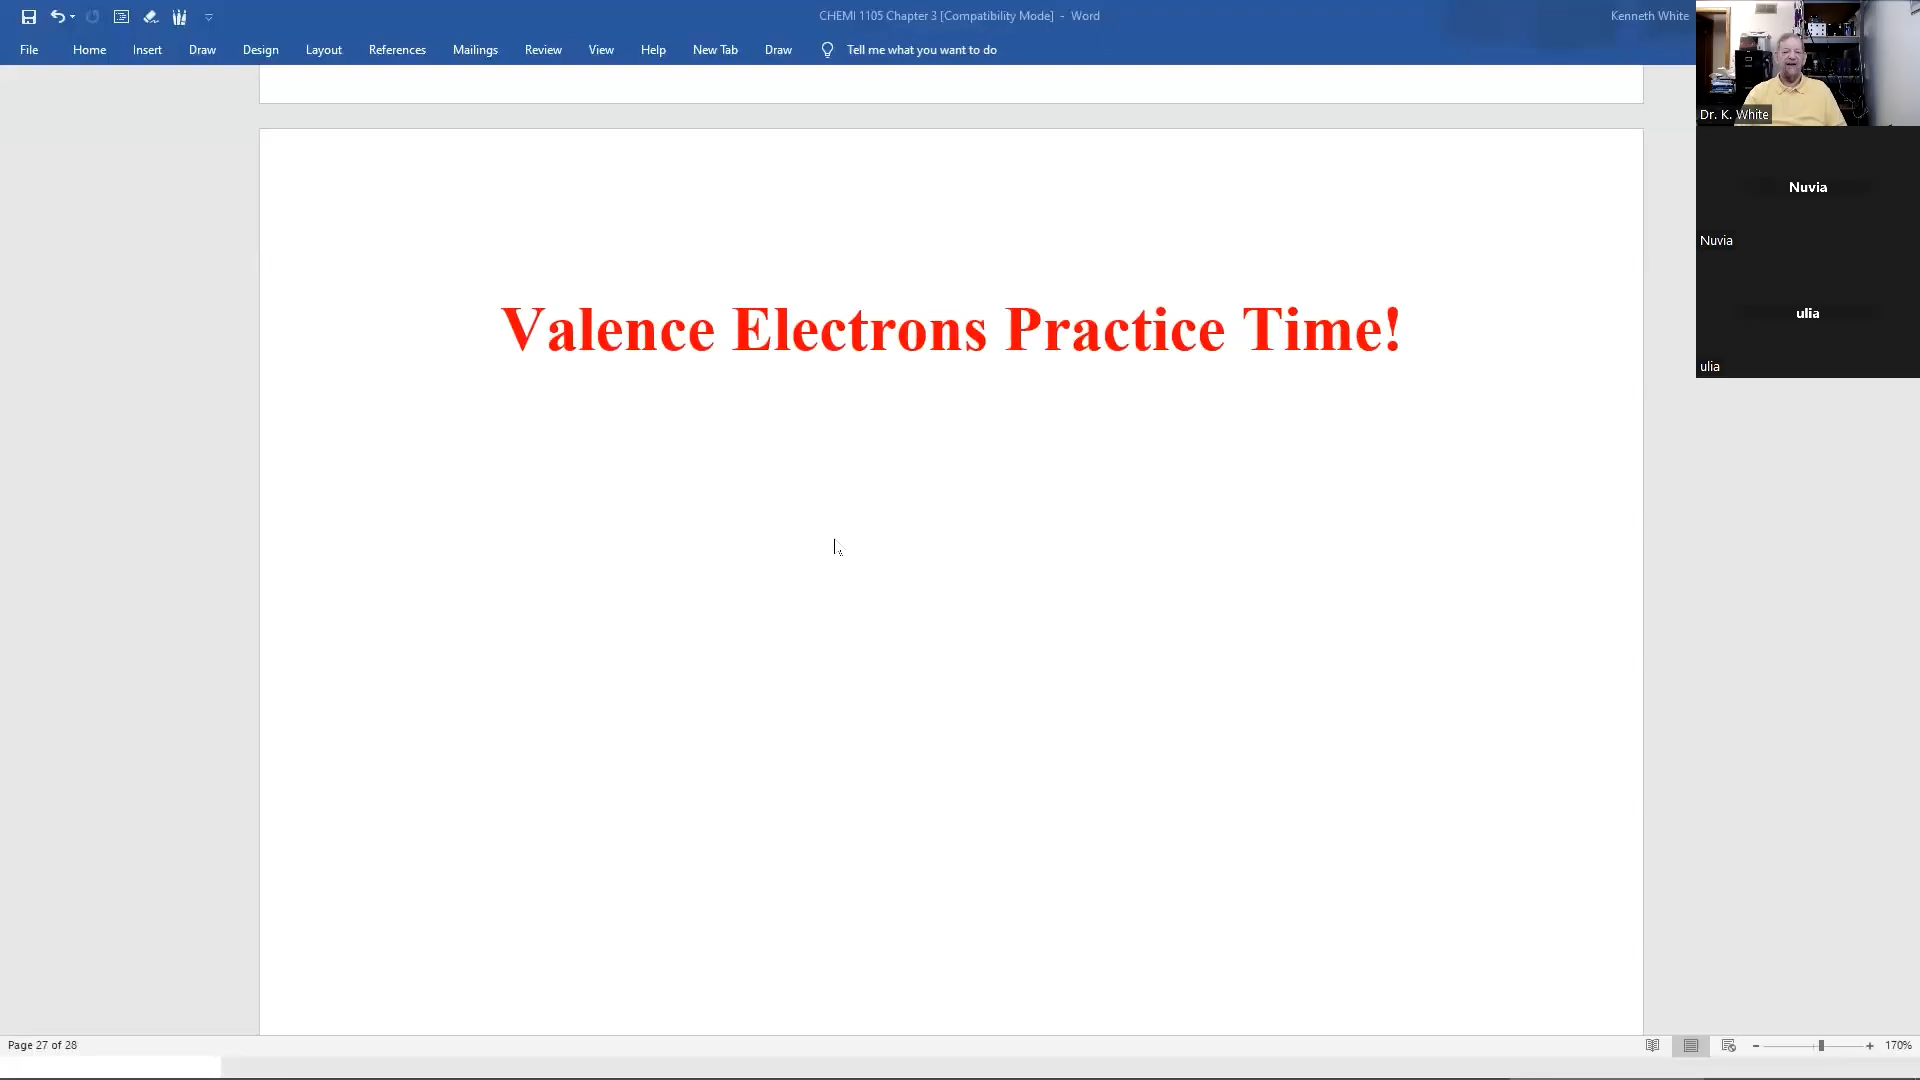 CHEMI 1105 Chapter 3 [Compatibility Mode] - Word
Kenneth White
File Home Insert Draw Design Layout References Mailings Review View Help New Tab Draw Tell me what you want to do
Dr. K. White
Nuvia
Nuvia
ulia
ulia
Valence Electrons Practice Time!
Page 27 of 28
170%